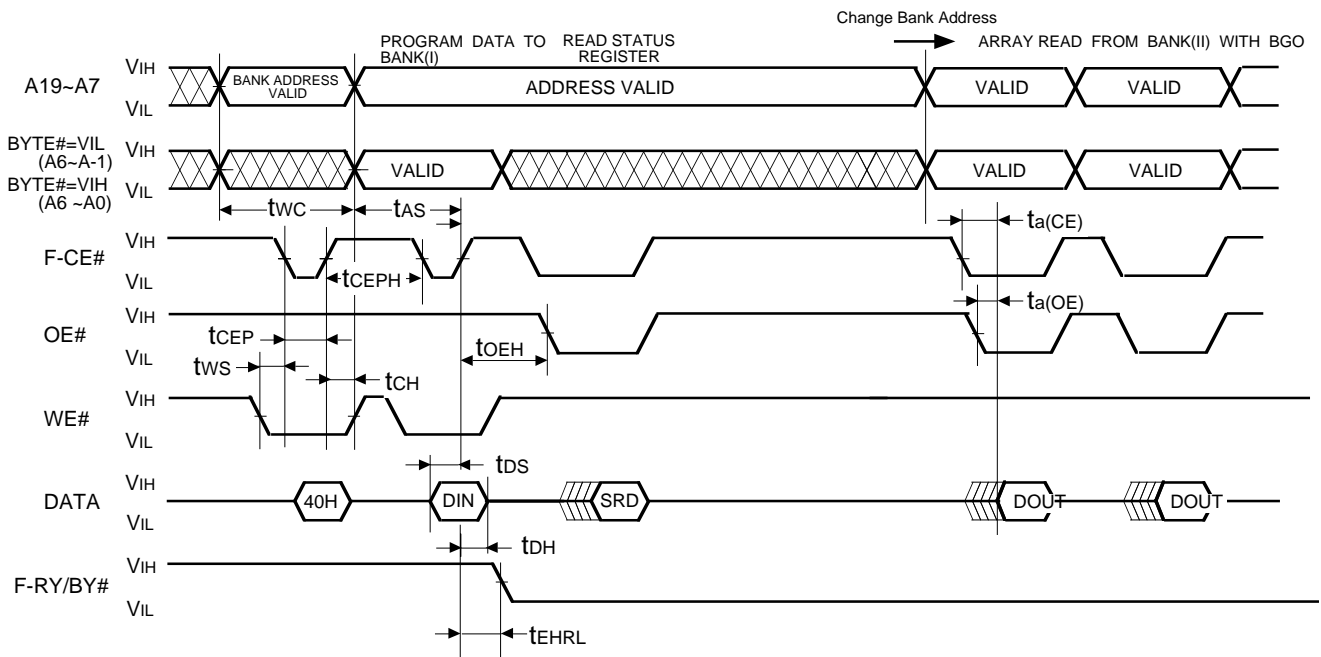 Change Bank Address
PROGRAM DATA TO BANK(I)
READ STATUS REGISTER
ARRAY READ FROM BANK(II) WITH BGO
A19~A7
VIH
VIL
BANK ADDRESS VALID
ADDRESS VALID
VALID
VALID
BYTE#=VIL
(A6~A-1)
BYTE#=VIH
(A6 ~A0)
VIH
VIL
VALID
VALID
VALID
tWC
tAS
ta(CE)
F-CE#
VIH
VIL
tCEPH
ta(OE)
OE#
VIH
VIL
tCEP
tOEH
tWS
tCH
WE#
VIH
VIL
tDS
DATA
VIH
VIL
40H
DIN
SRD
DOUT
DOUT
tDH
F-RY/BY#
VIH
VIL
tEHRL